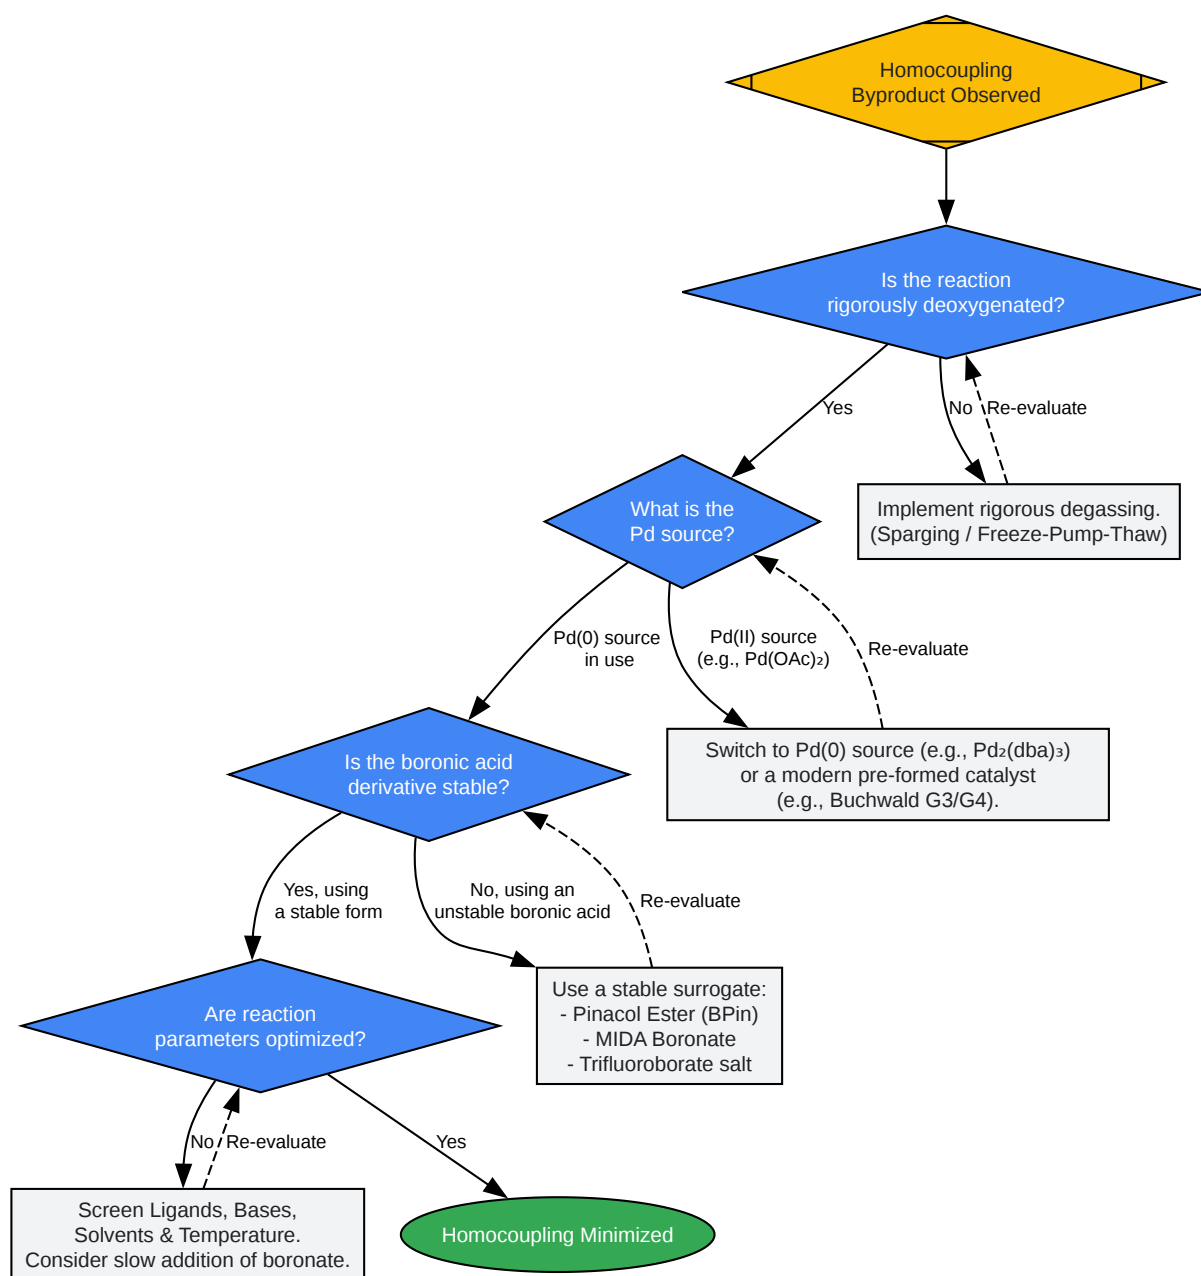 Homocoupling
Byproduct Observed
Is the reaction
rigorously deoxygenated?
Yes
No
Re-evaluate
What is the
Pd source?
Implement rigorous degassing.
(Sparging / Freeze-Pump-Thaw)
Pd(0) source
in use
Pd(II) source
(e.g., Pd(OAc)₂)
Re-evaluate
Is the boronic acid
derivative stable?
Switch to Pd(0) source (e.g., Pd₂(dba)₃)
or a modern pre-formed catalyst
(e.g., Buchwald G3/G4).
Yes, using
a stable form
No, using an
unstable boronic acid
Re-evaluate
Are reaction
parameters optimized?
Use a stable surrogate:
- Pinacol Ester (BPin)
- MIDA Boronate
- Trifluoroborate salt
No
Re-evaluate
Yes
Screen Ligands, Bases,
Solvents & Temperature.
Consider slow addition of boronate.
Homocoupling Minimized